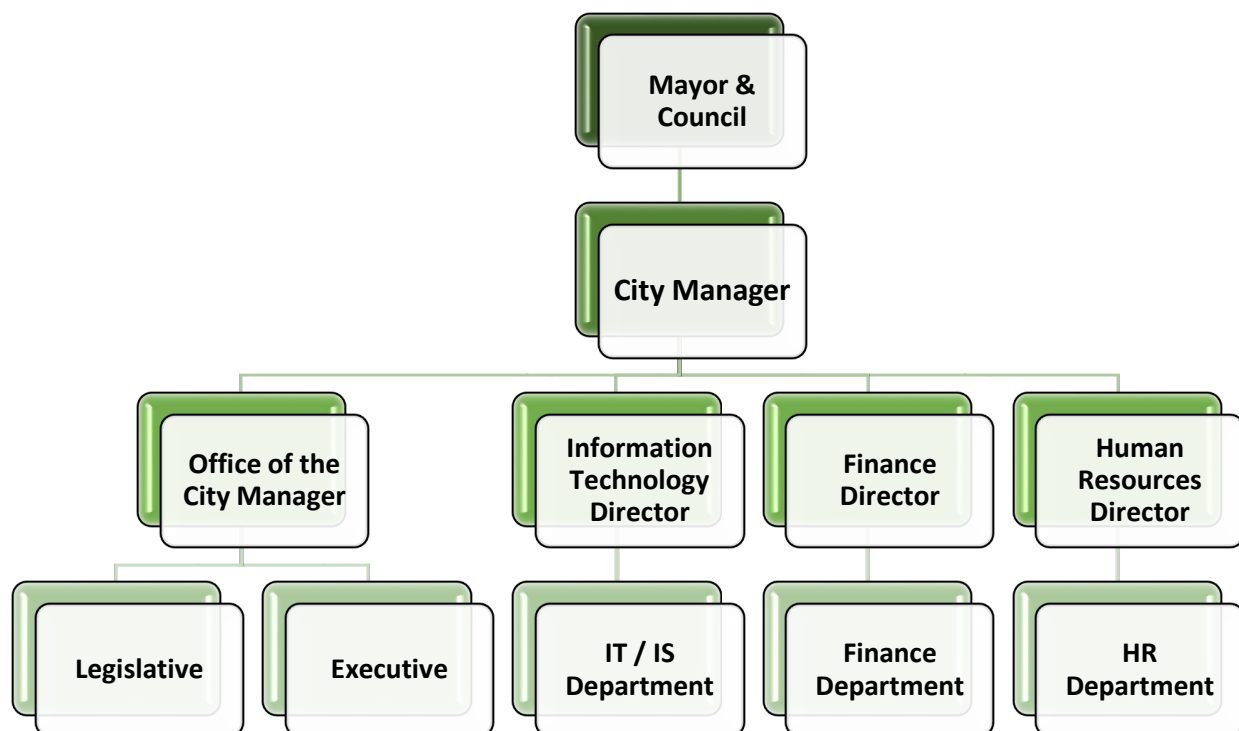 Mayor &
Council
City Manager
Office of the
City Manager
Information
Technology
Director
Finance
Director
Human
Resources
Director
Legislative
Executive
IT / IS
Department
Finance
Department
HR
Department